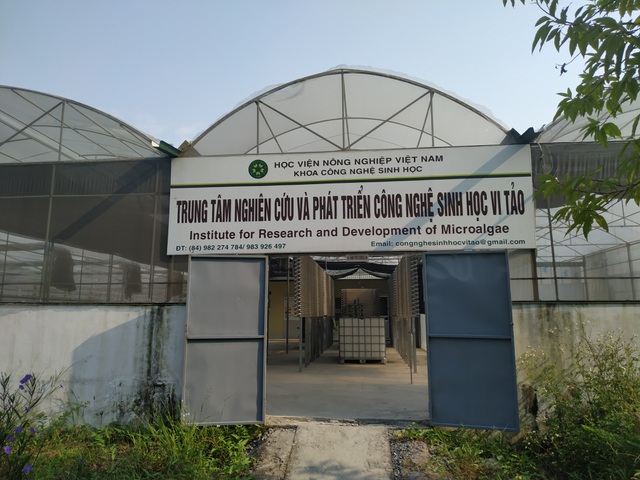 HỌC VIỆN NÔNG NGHIỆP VIỆT NAM
KHOA CÔNG NGHỆ SINH HỌC
TRUNG TÂM NGHIÊN CỨU VÀ PHÁT TRIỂN CÔNG NGHỆ SINH HỌC VI TẢO
Institute for Research and Development of Microalgae
ĐT: (84) 982 274 784/ 983 926 497 Email: congnghesinhhocvitao@gmail.com